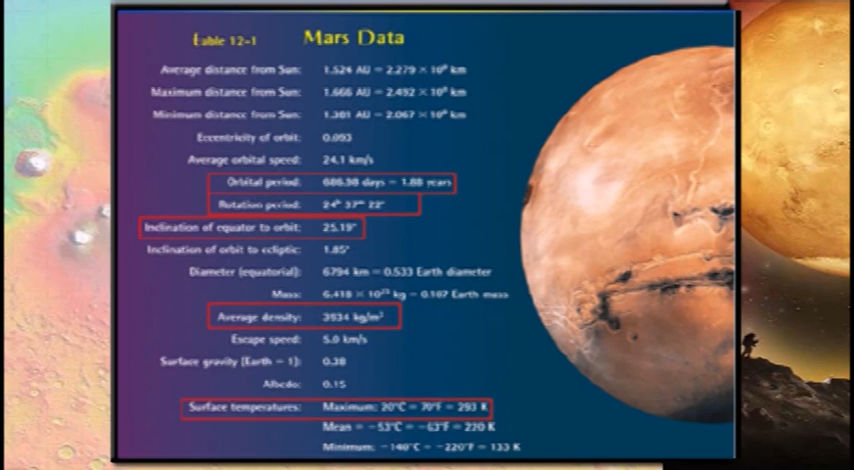 Table 12-1 Mars Data
Average distance from Sun: 1.524 AU = 2.279 × 10⁸ km
Maximum distance from Sun: 1.666 AU = 2.492 × 10⁸ km
Minimum distance from Sun: 1.381 AU = 2.067 × 10⁸ km
Eccentricity of orbit: 0.093
Average orbital speed: 24.1 km/s
Orbital period: 686.98 days = 1.88 years
Rotation period: 24ʰ 37ᵐ 22ˢ
Inclination of equator to orbit: 25.19°
Inclination of orbit to ecliptic: 1.85°
Diameter (equatorial): 6794 km = 0.533 Earth diameter
Mass: 6.418 × 10²³ kg = 0.107 Earth mass
Average density: 3934 kg/m³
Escape speed: 5.0 km/s
Surface gravity (Earth = 1): 0.38
Albedo: 0.15
Surface temperatures: Maximum: 20°C = 70°F = 293 K
Mean = −53°C = −63°F = 220 K
Minimum: −140°C = −220°F = 133 K